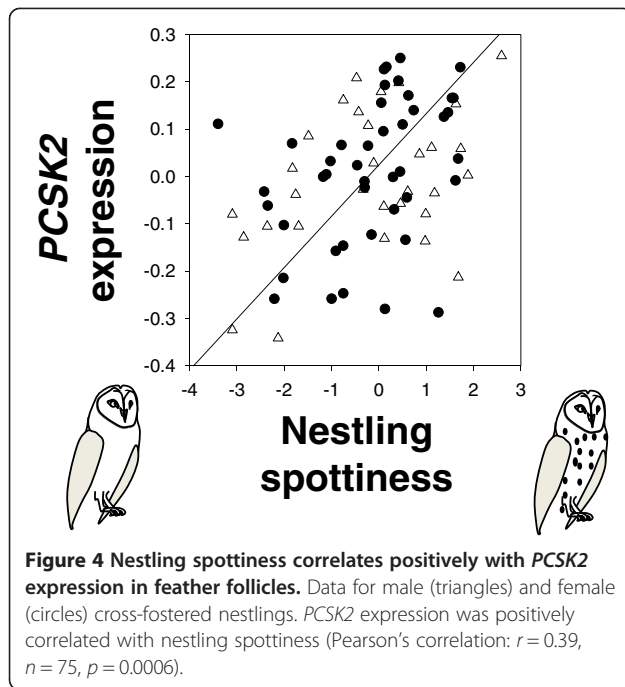 PCSK2
expression
0.3
0.2
0.1
0.0
-0.1
-0.2
-0.3
-0.4
-4 -3 -2 -1 0 1 2 3
Nestling
spottiness
Figure 4 Nestling spottiness correlates positively with PCSK2
expression in feather follicles. Data for male (triangles) and female
(circles) cross-fostered nestlings. PCSK2 expression was positively
correlated with nestling spottiness (Pearson's correlation: r = 0.39,
n = 75, p = 0.0006).